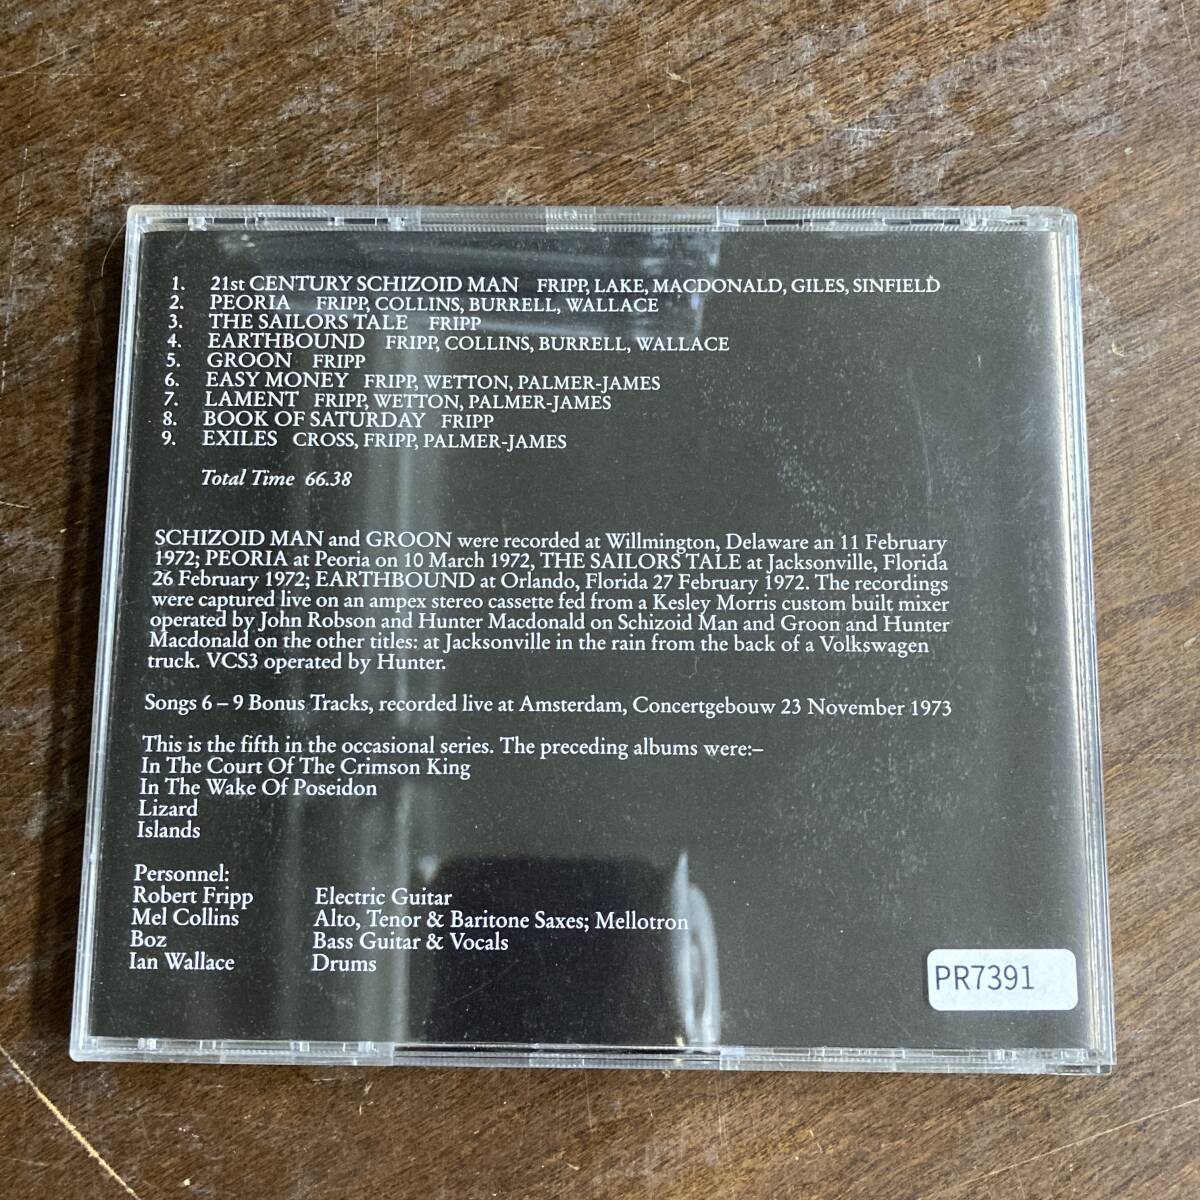 1. 21st CENTURY SCHIZOID MAN FRIPP, LAKE, MACDONALD, GILES, SINFIELD
2. PEORIA FRIPP, COLLINS, BURRELL, WALLACE
3. THE SAILORS TALE FRIPP
4. EARTHBOUND FRIPP, COLLINS, BURRELL, WALLACE
5. GROON FRIPP
6. EASY MONEY FRIPP, WETTON, PALMER-JAMES
7. LAMENT FRIPP, WETTON, PALMER-JAMES
8. BOOK OF SATURDAY FRIPP
9. EXILES CROSS, FRIPP, PALMER-JAMES
Total Time 66.38
SCHIZOID MAN and GROON were recorded at Willmington, Delaware an 11 February
1972; PEORIA at Peoria on 10 March 1972, THE SAILORS TALE at Jacksonville, Florida
26 February 1972; EARTHBOUND at Orlando, Florida 27 February 1972. The recordings
were captured live on an ampex stereo cassette fed from a Kesley Morris custom built mixer
operated by John Robson and Hunter Macdonald on Schizoid Man and Groon and Hunter
Macdonald on the other titles: at Jacksonville in the rain from the back of a Volkswagen
truck. VCS3 operated by Hunter.
Songs 6 – 9 Bonus Tracks, recorded live at Amsterdam, Concertgebouw 23 November 1973
This is the fifth in the occasional series. The preceding albums were:–
In The Court Of The Crimson King
In The Wake Of Poseidon
Lizard
Islands
Personnel:
Robert Fripp Electric Guitar
Mel Collins Alto, Tenor & Baritone Saxes; Mellotron
Boz Bass Guitar & Vocals
Ian Wallace Drums
PR7391